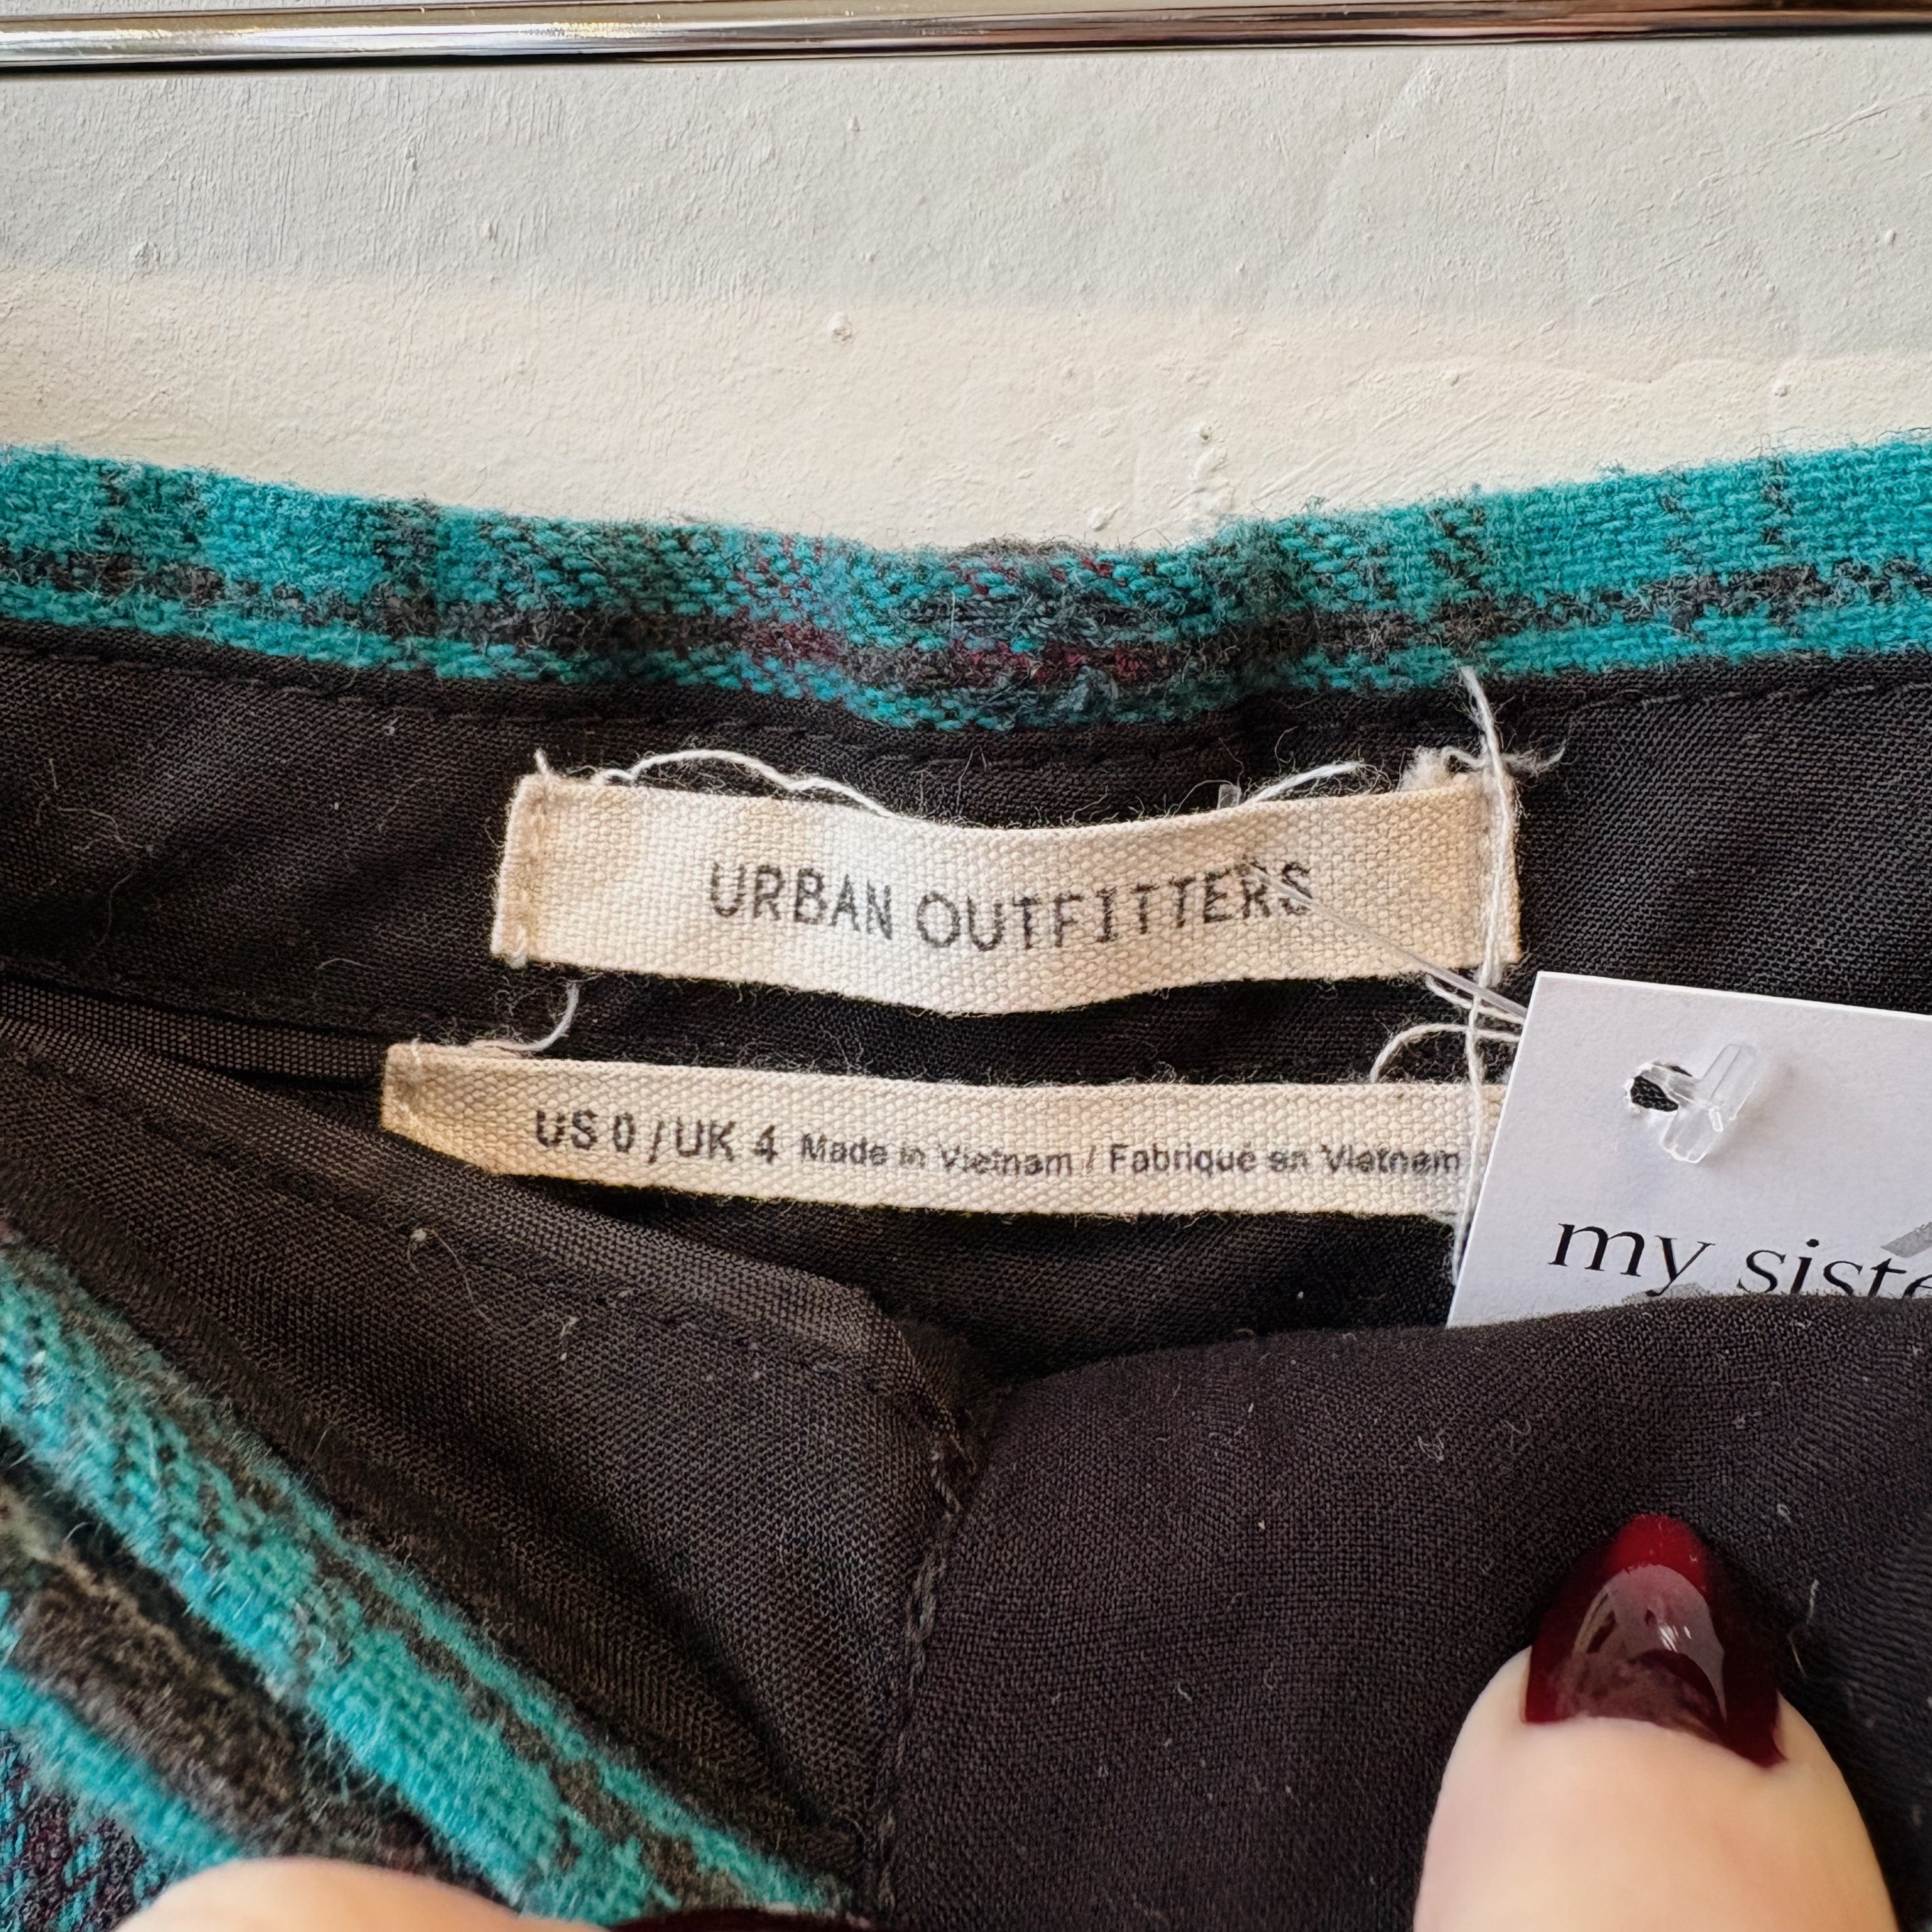 URBAN OUTFITTERS
US 0 / UK 4 Made in Vietnam / Fabriqué en Vietnam
my siste